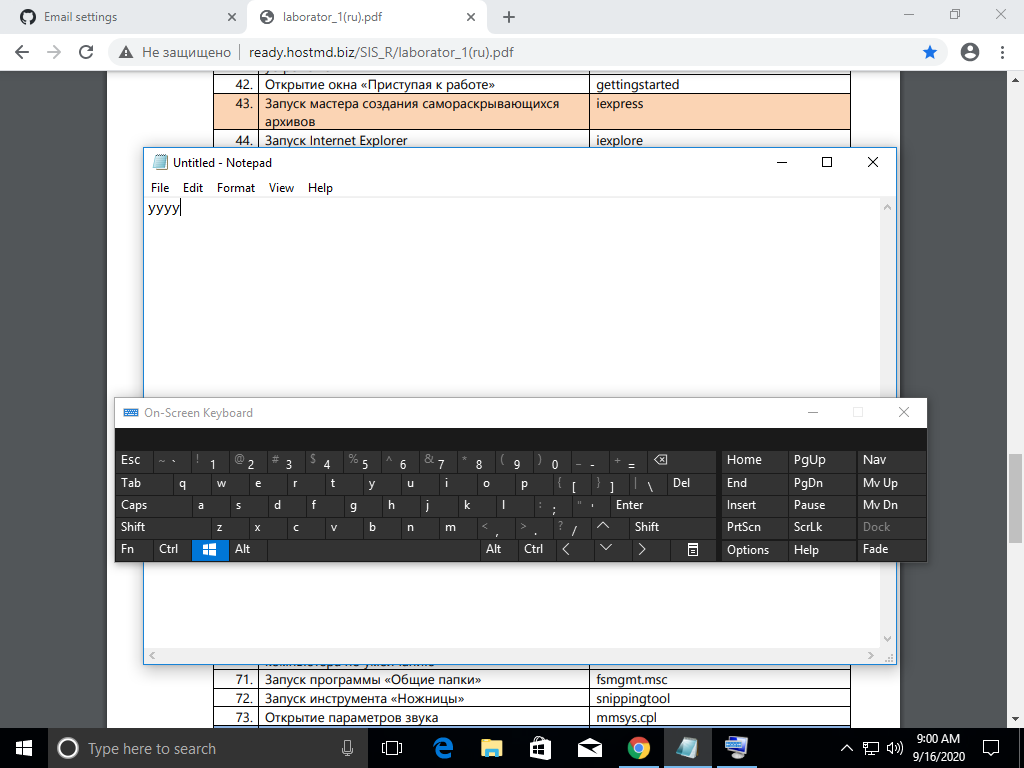 Email settings
laborator_1(ru).pdf
Не защищено
ready.hostmd.biz/SIS_R/laborator_1(ru).pdf
42. Открытие окна «Приступая к работе» gettingstarted
43. Запуск мастера создания самораскрывающихся архивов iexpress
44. Запуск Internet Explorer iexplore
Untitled - Notepad
File Edit Format View Help
yyyy
On-Screen Keyboard
Esc ~ ` ! 1 @ 2 # 3 $ 4 % 5 ^ 6 & 7 * 8 ( 9 ) 0 _ - + = Home PgUp Nav
Tab q w e r t y u i o p { [ } ] | \ Del End PgDn Mv Up
Caps a s d f g h j k l : ; " ' Enter Insert Pause Mv Dn
Shift z x c v b n m < , > . ? / Shift PrtScn ScrLk Dock
Fn Ctrl Alt Alt Ctrl Options Help Fade
71. Запуск программы «Общие папки» fsmgmt.msc
72. Запуск инструмента «Ножницы» snippingtool
73. Открытие параметров звука mmsys.cpl
Type here to search
9:00 AM
9/16/2020